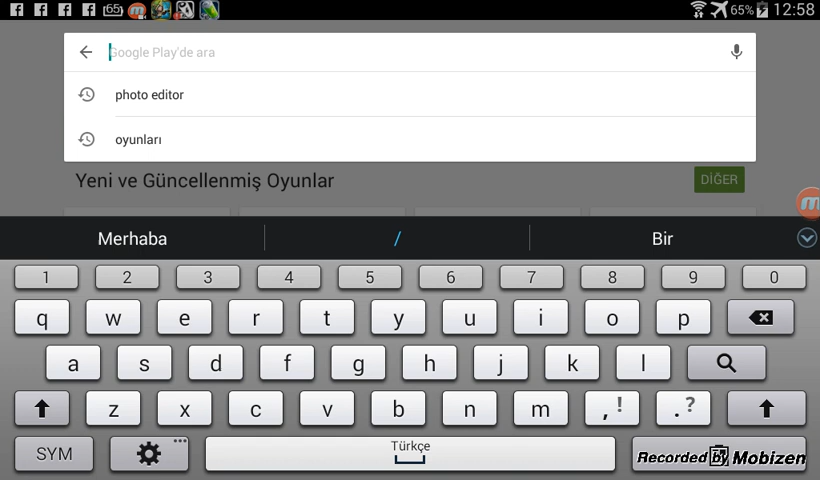 65 65% 12:58
Google Play'de ara
photo editor
oyunları
Yeni ve Güncellenmiş Oyunlar DİĞER
Merhaba / Bir
1 2 3 4 5 6 7 8 9 0
q w e r t y u i o p
a s d f g h j k l
z x c v b n m , ! . ?
SYM Türkçe
Recorded by Mobizen